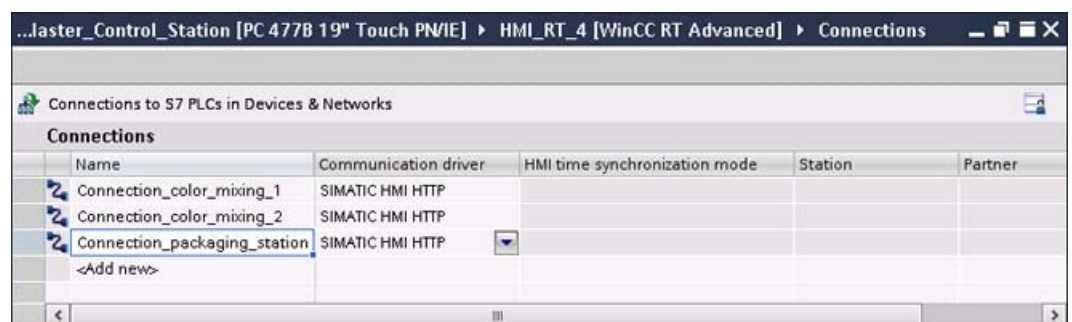 ...laster_Control_Station [PC 477B 19" Touch PN/IE] ▸ HMI_RT_4 [WinCC RT Advanced] ▸ Connections
Connections to S7 PLCs in Devices & Networks
Connections
Name Communication driver HMI time synchronization mode Station Partner
Connection_color_mixing_1 SIMATIC HMI HTTP
Connection_color_mixing_2 SIMATIC HMI HTTP
Connection_packaging_station SIMATIC HMI HTTP
<Add new>